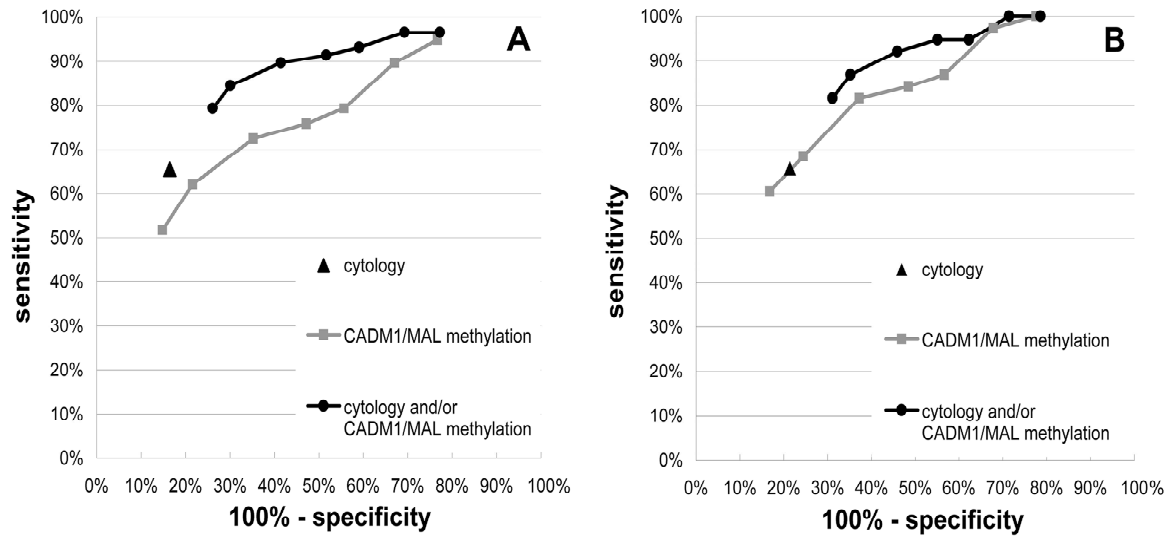 A
100%
90%
80%
70%
60%
50%
40%
30%
20%
10%
0%
sensitivity
cytology
CADM1/MAL methylation
cytology and/or
CADM1/MAL methylation
0% 10% 20% 30% 40% 50% 60% 70% 80% 90% 100%
100% - specificity
B
100%
90%
80%
70%
60%
50%
40%
30%
20%
10%
0%
sensitivity
cytology
CADM1/MAL methylation
cytology and/or
CADM1/MAL methylation
0% 10% 20% 30% 40% 50% 60% 70% 80% 90% 100%
100% - specificity